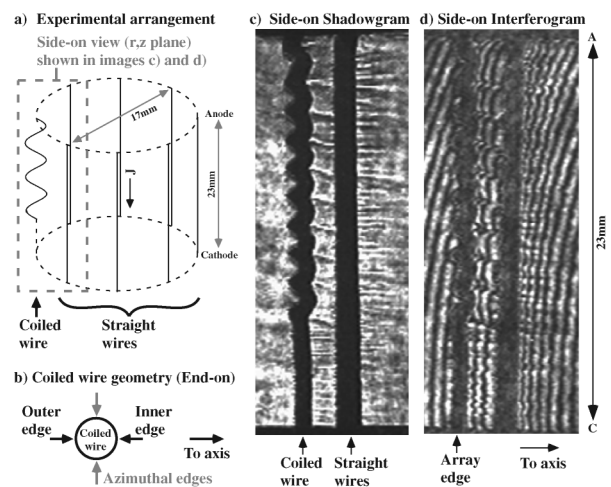 a) Experimental arrangement
Side-on view (r,z plane)
shown in images c) and d)
17mm
Anode
J
23mm
Cathode
Coiled
wire
Straight
wires
b) Coiled wire geometry (End-on)
Outer
edge
Coiled
wire
Inner
edge
To axis
Azimuthal edges
c) Side-on Shadowgram
Coiled
wire
Straight
wires
d) Side-on Interferogram
A
23mm
C
Array
edge
To axis